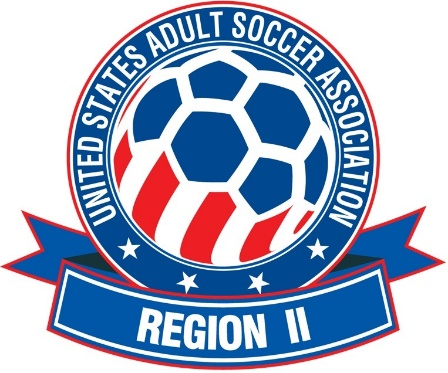 UNITED STATES ADULT SOCCER ASSOCIATION
REGION II